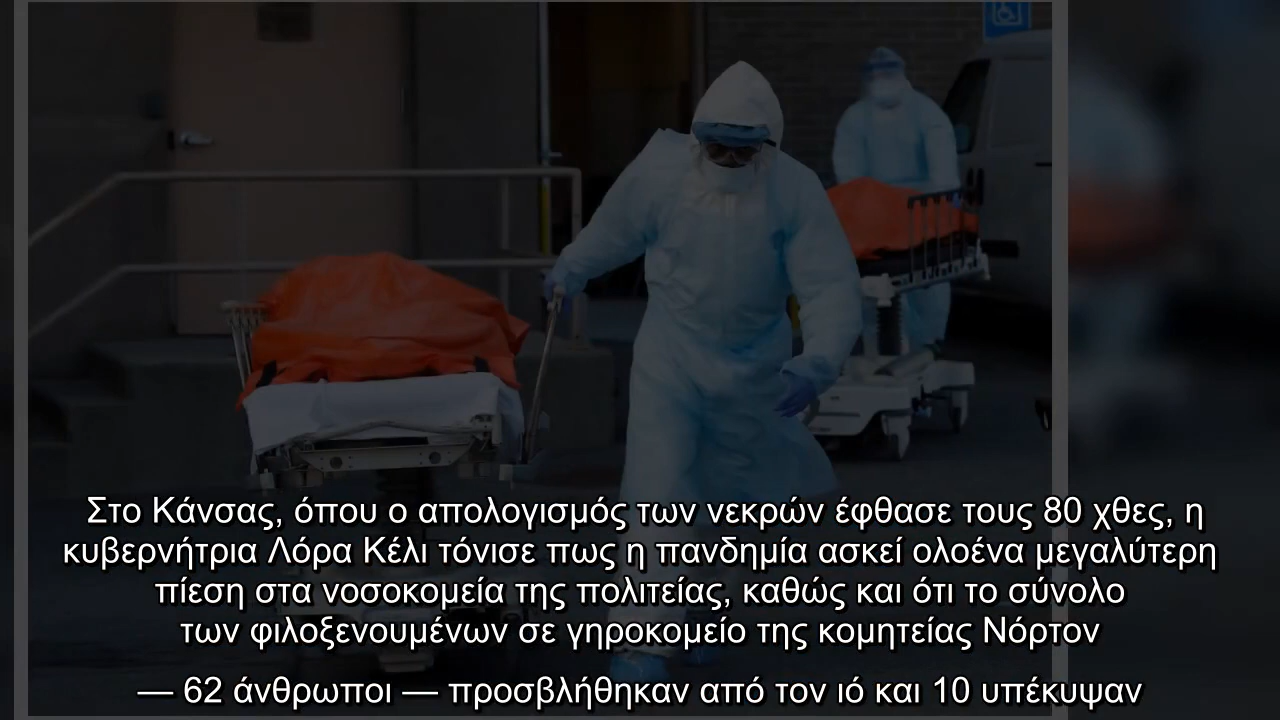 Στο Κάνσας, όπου ο απολογισμός των νεκρών έφθασε τους 80 χθες, η
κυβερνήτρια Λόρα Κέλι τόνισε πως η πανδημία ασκεί ολοένα μεγαλύτερη
πίεση στα νοσοκομεία της πολιτείας, καθώς και ότι το σύνολο
των φιλοξενουμένων σε γηροκομείο της κομητείας Νόρτον
— 62 άνθρωποι — προσβλήθηκαν από τον ιό και 10 υπέκυψαν